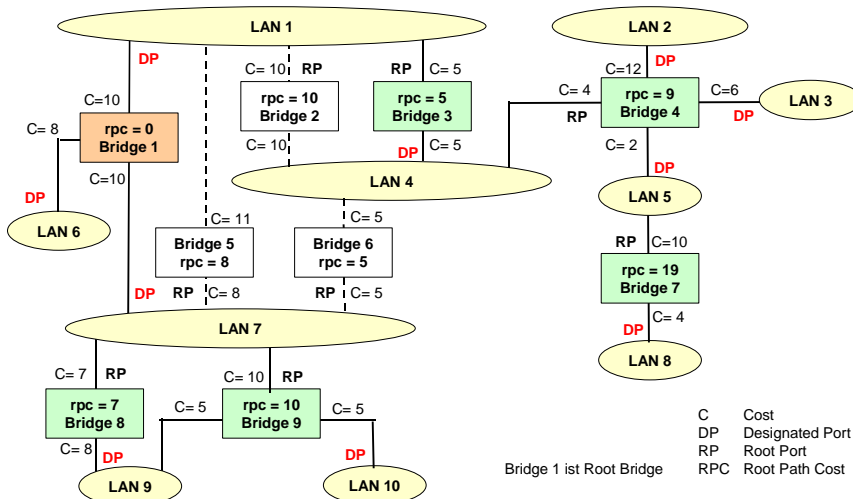 LAN 1
LAN 2
DP
C= 10
RP
RP
C= 5
DP
C=12
C=10
rpc = 10
Bridge 2
rpc = 5
Bridge 3
C= 4
RP
rpc = 9
Bridge 4
C=6
DP
LAN 3
C= 8
rpc = 0
Bridge 1
C=10
C= 10
DP
C= 5
C= 2
DP
LAN 4
DP
DP
LAN 5
LAN 6
C= 11
C= 5
Bridge 5
rpc = 8
Bridge 6
rpc = 5
RP
C=10
DP
RP
C= 8
RP
C= 5
rpc = 19
Bridge 7
LAN 7
DP
C= 4
LAN 8
C= 7
RP
C= 10
RP
rpc = 7
Bridge 8
C= 5
rpc = 10
Bridge 9
C= 5
C= 8
DP
DP
LAN 9
LAN 10
C Cost
DP Designated Port
RP Root Port
Bridge 1 ist Root Bridge
RPC Root Path Cost